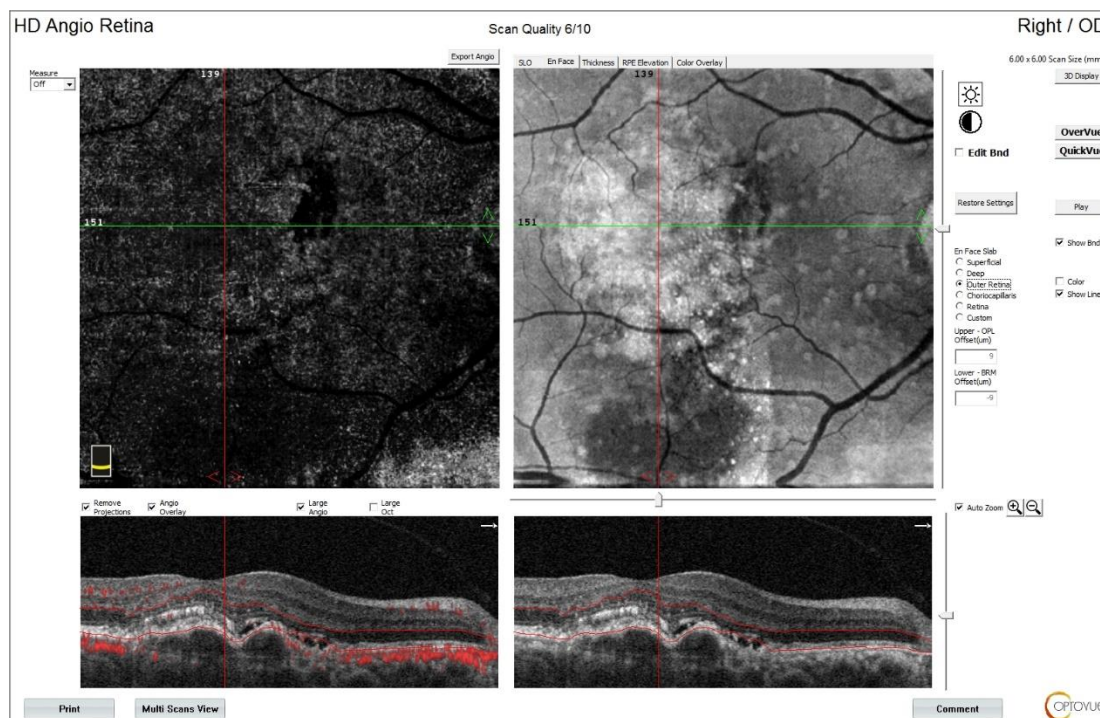 HD Angio Retina
Scan Quality 6/10
Right / OD
Export Angio
SLO En Face Thickness RPE Elevation Color Overlay
6.00 x 6.00 Scan Size (mm
Measure
Off
139
139
3D Display
OverVue
QuickVue
Edit Bnd
Restore Settings
Play
151
151
Show Bnd
En Face Slab
Superficial
Deep
Outer Retina
Choriocapillaris
Retina
Custom
Color
Show Line
Upper - OPL
Offset(um)
9
Lower - BRM
Offset(um)
-9
Remove
Projections
Angio
Overlay
Large
Angio
Large
Oct
Auto Zoom
Print
Multi Scans View
Comment
OPTOVUE